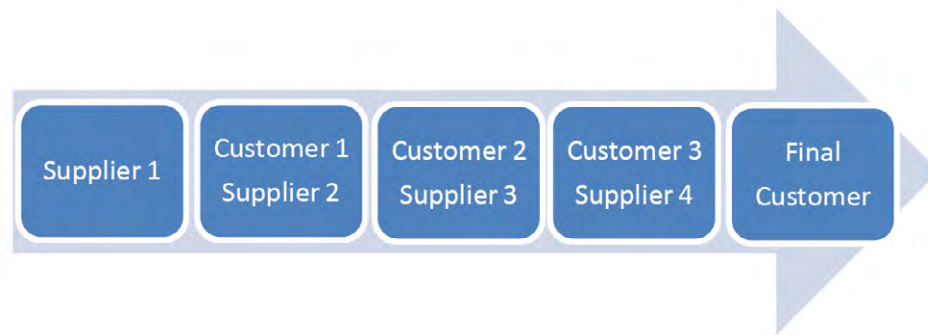 Supplier 1
Customer 1
Supplier 2
Customer 2
Supplier 3
Customer 3
Supplier 4
Final
Customer